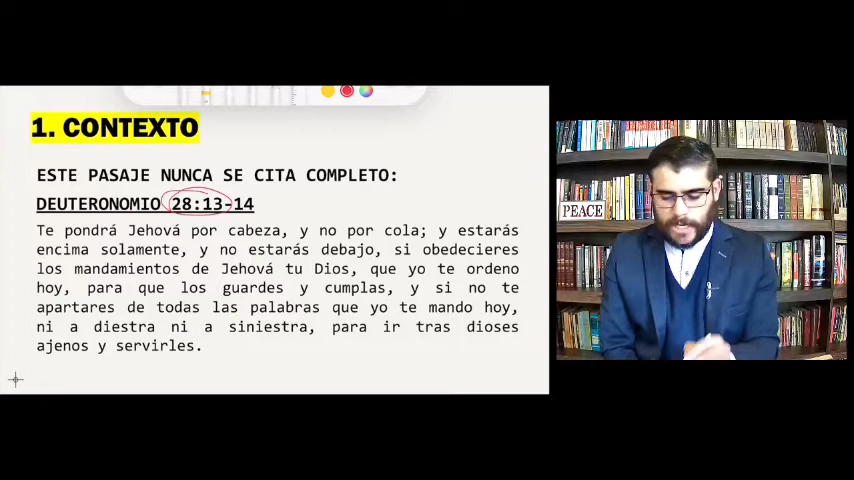 1. CONTEXTO
ESTE PASAJE NUNCA SE CITA COMPLETO:
DEUTERONOMIO 28:13-14
Te pondrá Jehová por cabeza, y no por cola; y estarás
encima solamente, y no estarás debajo, si obedecieres
los mandamientos de Jehová tu Dios, que yo te ordeno
hoy, para que los guardes y cumplas, y si no te
apartares de todas las palabras que yo te mando hoy,
ni a diestra ni a siniestra, para ir tras dioses
ajenos y servirles.
PEACE